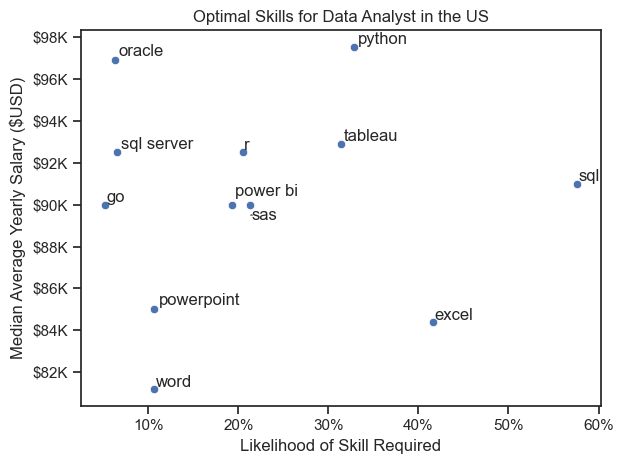 Optimal Skills for Data Analyst in the US
Median Average Yearly Salary ($USD)
$98K
$96K
$94K
$92K
$90K
$88K
$86K
$84K
$82K
python
oracle
tableau
sql server
r
sql
power bi
go
sas
powerpoint
excel
word
10%
20%
30%
40%
50%
60%
Likelihood of Skill Required